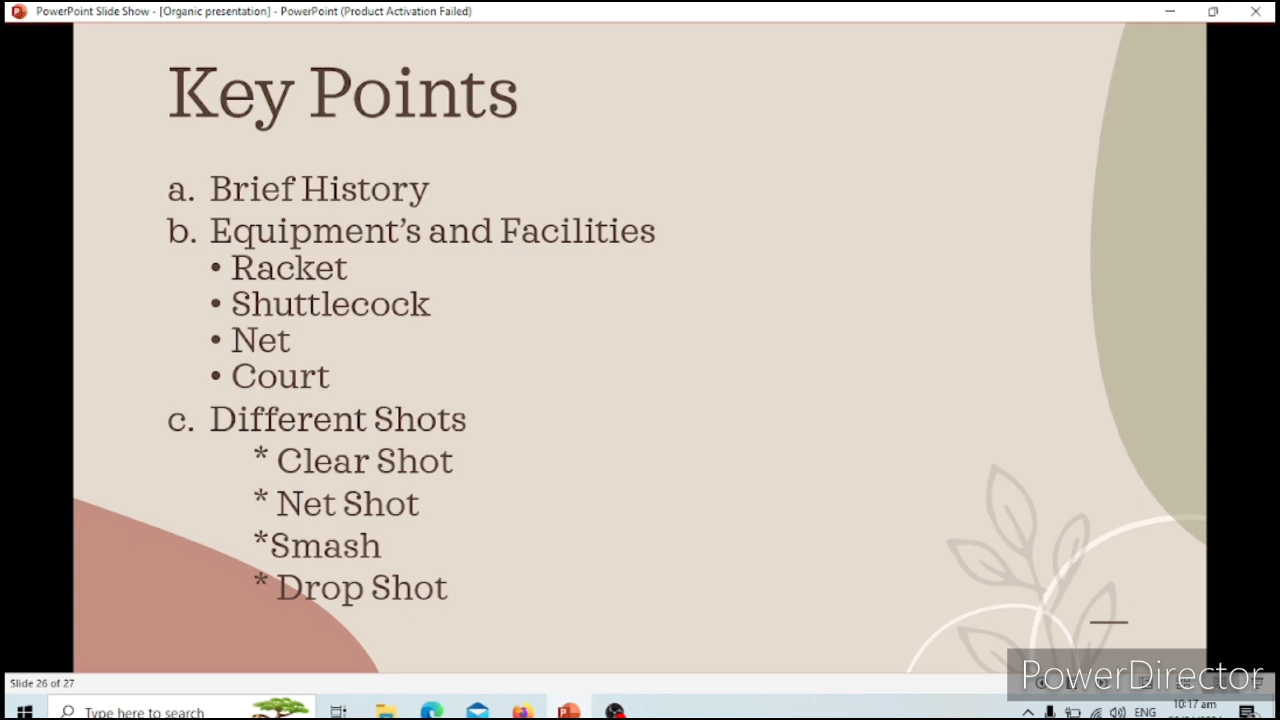 PowerPoint Slide Show - [Organic presentation] - PowerPoint (Product Activation Failed)
Key Points
a. Brief History
b. Equipment’s and Facilities
• Racket
• Shuttlecock
• Net
• Court
c. Different Shots
* Clear Shot
* Net Shot
*Smash
* Drop Shot
PowerDirector
Slide 26 of 27
Type here to search
ENG
10:17 am